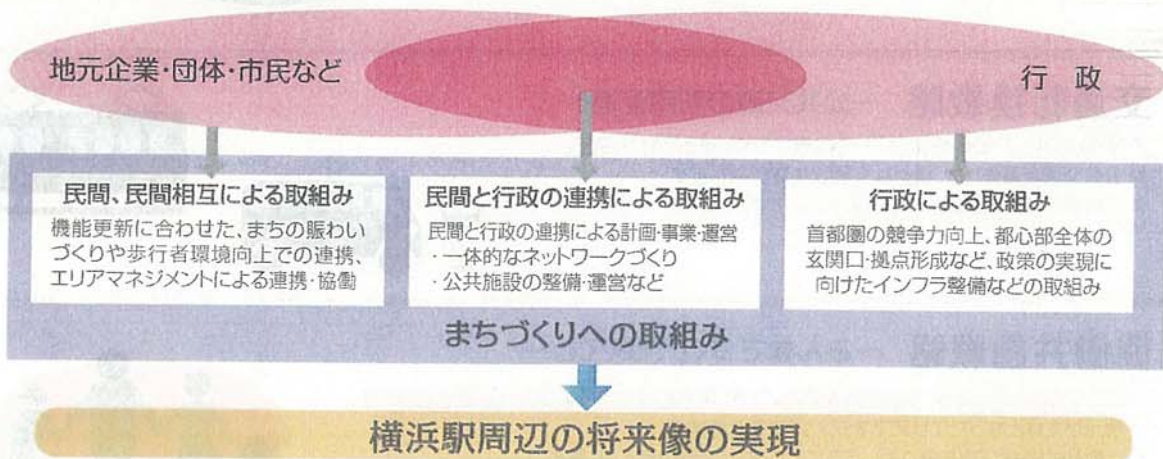 地元企業・団体・市民など
行 政
民間、民間相互による取組み
機能更新に合わせた、まちの賑わい
づくりや歩行者環境向上での連携、
エリアマネジメントによる連携・協働
民間と行政の連携による取組み
民間と行政の連携による計画・事業・運営
・一体的なネットワークづくり
・公共施設の整備・運営など
行政による取組み
首都圏の競争力向上、都心部全体の
玄関口・拠点形成など、政策の実現に
向けたインフラ整備などの取組み
まちづくりへの取組み
横浜駅周辺の将来像の実現